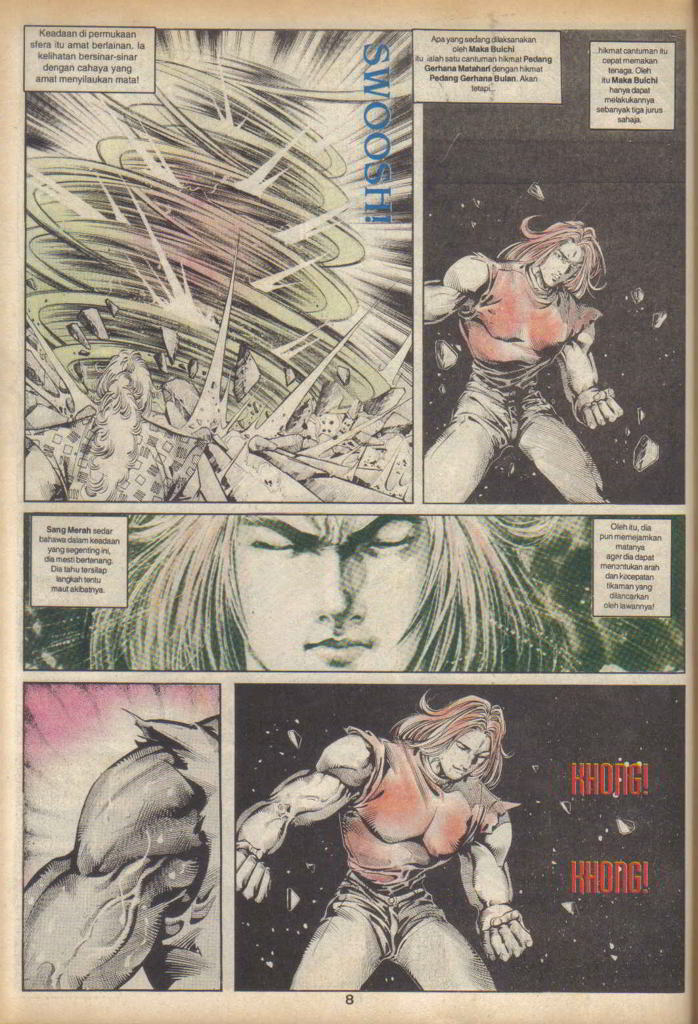 Keadaan di permukaan
sfera itu amat berlainan. Ia
kelihatan bersinar-sinar
dengan cahaya yang
amat menyilaukan mata!
SWOOSH!
Apa yang sedang dilaksanakan
oleh Maka Buichi
itu ialah satu cantuman hikmat Pedang
Gerhana Matahari dengan hikmat
Pedang Gerhana Bulan. Akan
tetapi...
...hikmat cantuman itu
cepat memakan
tenaga. Oleh
itu Maka Buichi
hanya dapat
melakukannya
sebanyak tiga jurus
sahaja.
Sang Merah sedar
bahawa dalam keadaan
yang segenting ini,
dia mesti bertenang.
Dia tahu tersilap
langkah tentu
maut akibatnya.
Oleh itu, dia
pun memejamkan
matanya
agar dia dapat
menentukan arah
dan kecepatan
tikaman yang
dilancarkan
oleh lawannya!
KHONG!
KHONG!
8